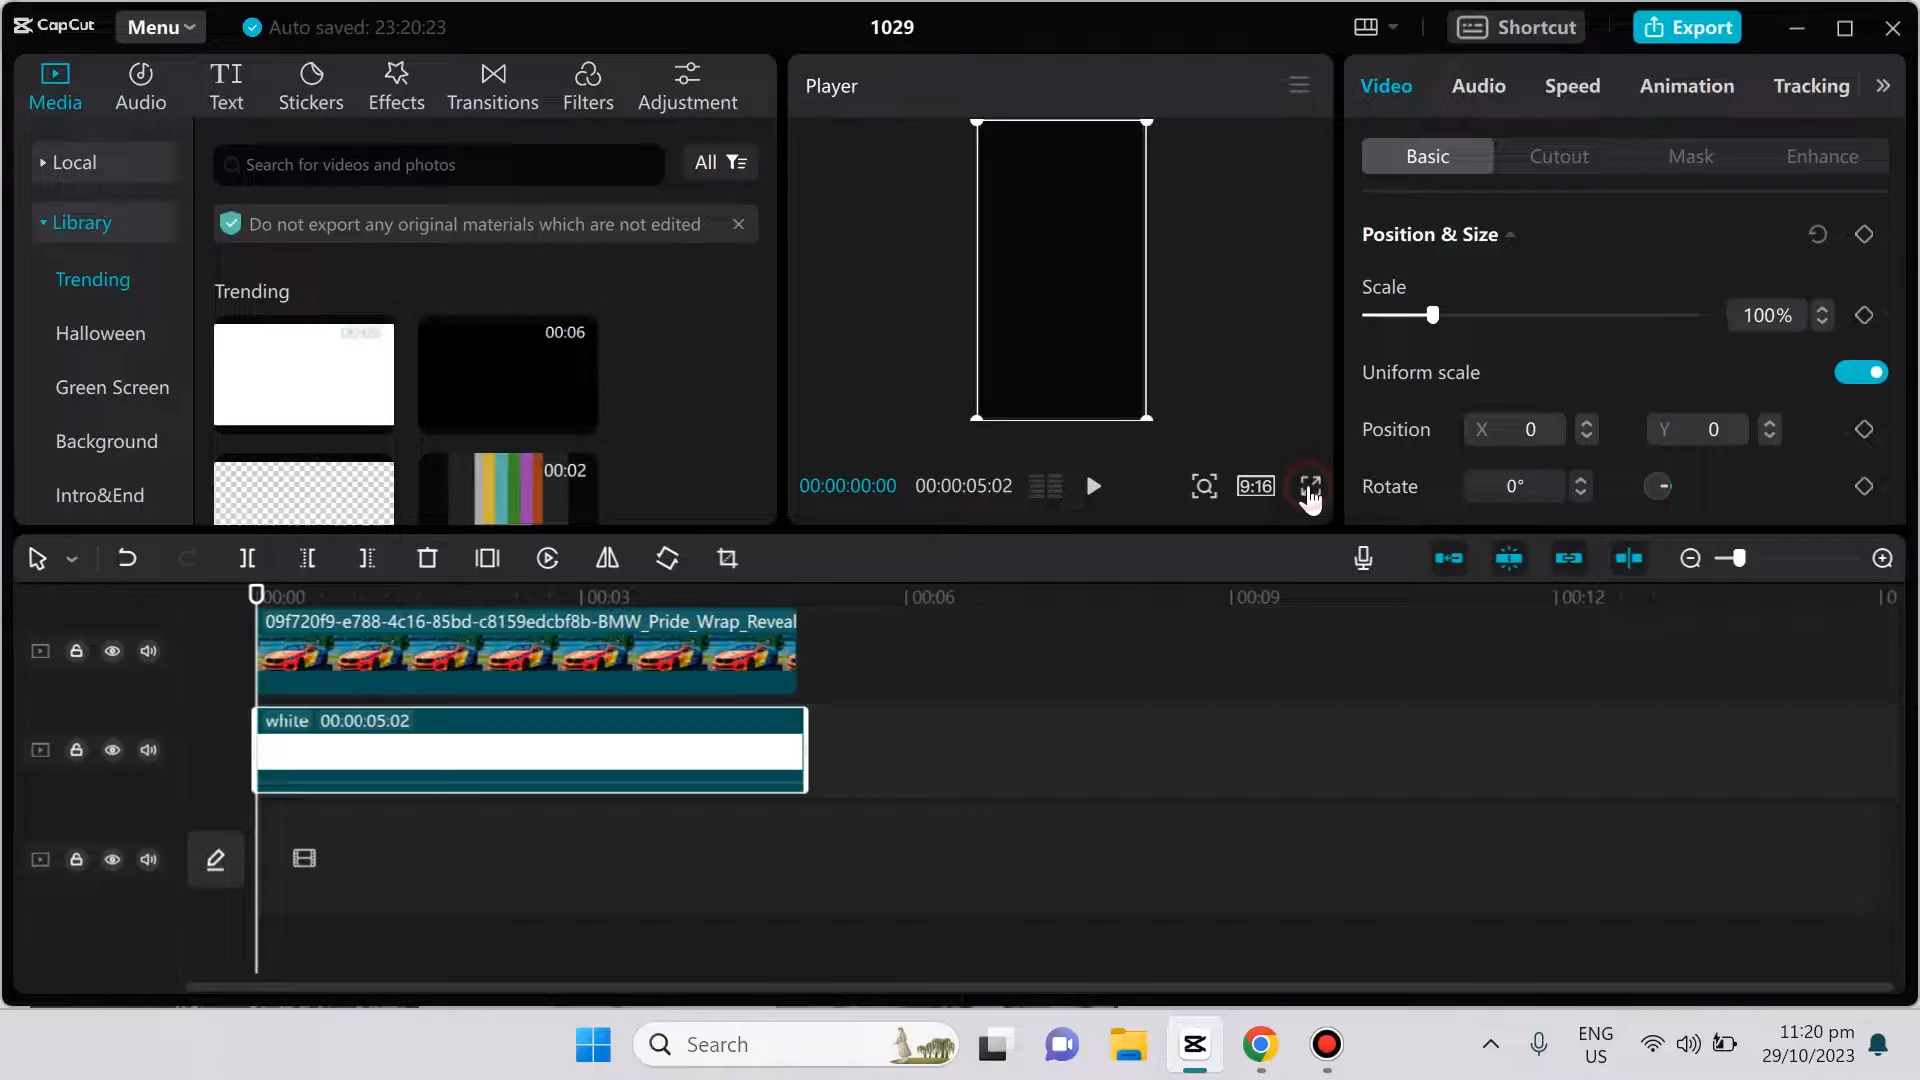 CapCut
Menu
Auto saved: 23:20:23
1029
Shortcut
Export
Media
Audio
Text
Stickers
Effects
Transitions
Filters
Adjustment
Player
Video
Audio
Speed
Animation
Tracking
Local
Search for videos and photos
All
Basic
Cutout
Mask
Enhance
Library
Do not export any original materials which are not edited
Position & Size
Trending
Trending
Scale
100%
Halloween
00:06
Green Screen
Uniform scale
Background
Position
X 0
Y 0
00:02
Intro&End
00:00:00:00
00:00:05:02
9:16
Rotate
0°
00:00
00:03
00:06
00:09
00:12
0
09f720f9-e788-4c16-85bd-c8159edcbf8b-BMW_Pride_Wrap_Reveal
white 00:00:05:02
Search
ENG
US
11:20 pm
29/10/2023